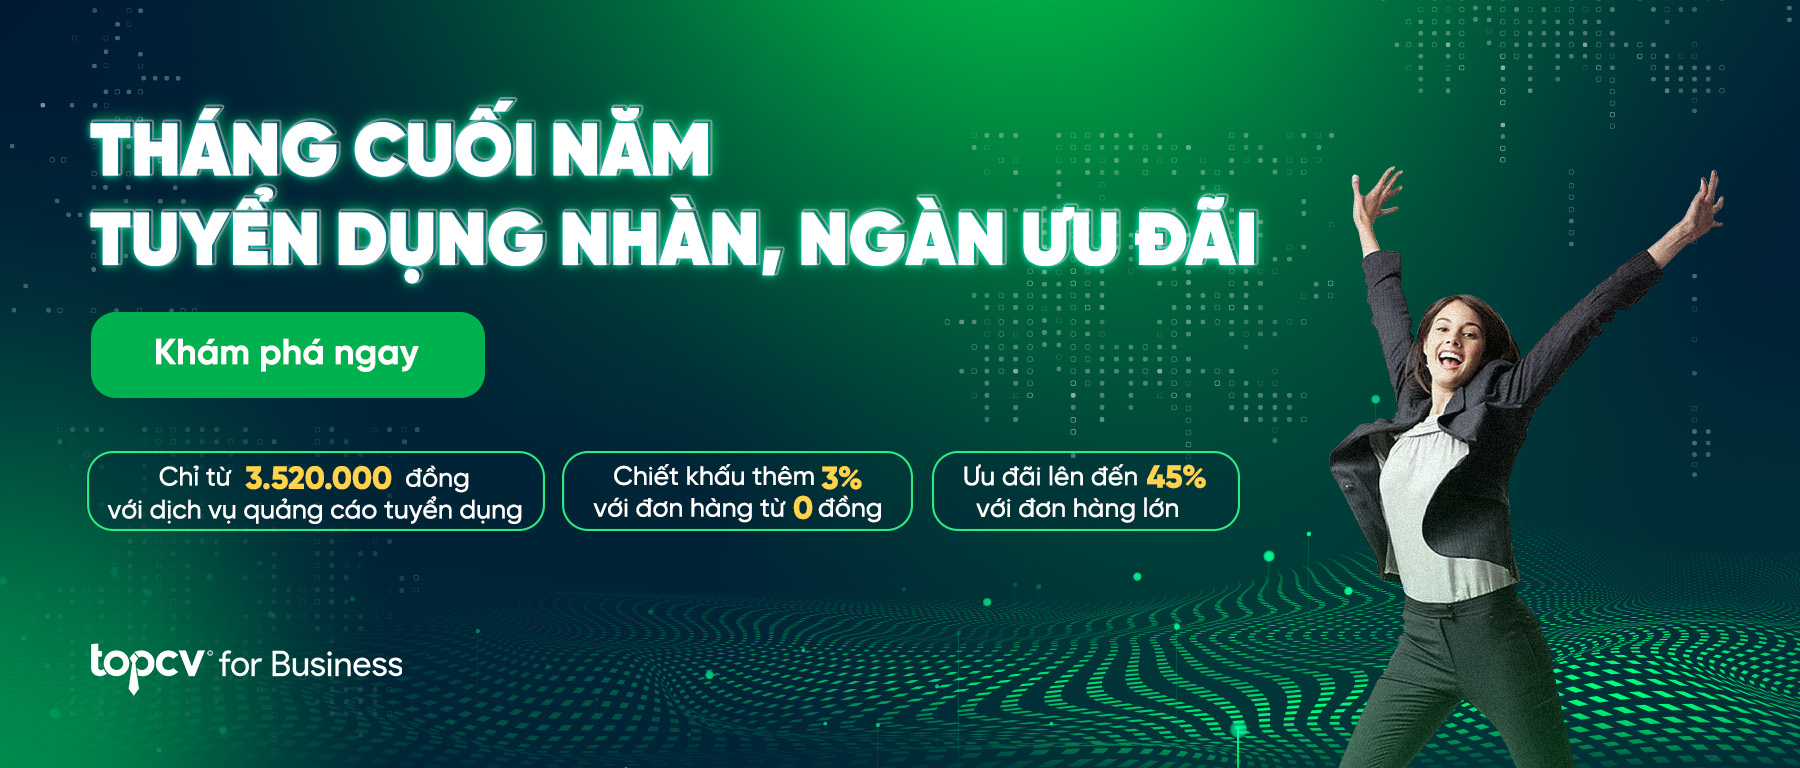 THÁNG CUỐI NĂM
TUYỂN DỤNG NHÀN, NGÀN ƯU ĐÃI
Khám phá ngay
Chỉ từ 3.520.000 đồng
với dịch vụ quảng cáo tuyển dụng
Chiết khấu thêm 3%
với đơn hàng từ 0 đồng
Ưu đãi lên đến 45%
với đơn hàng lớn
topcv for Business